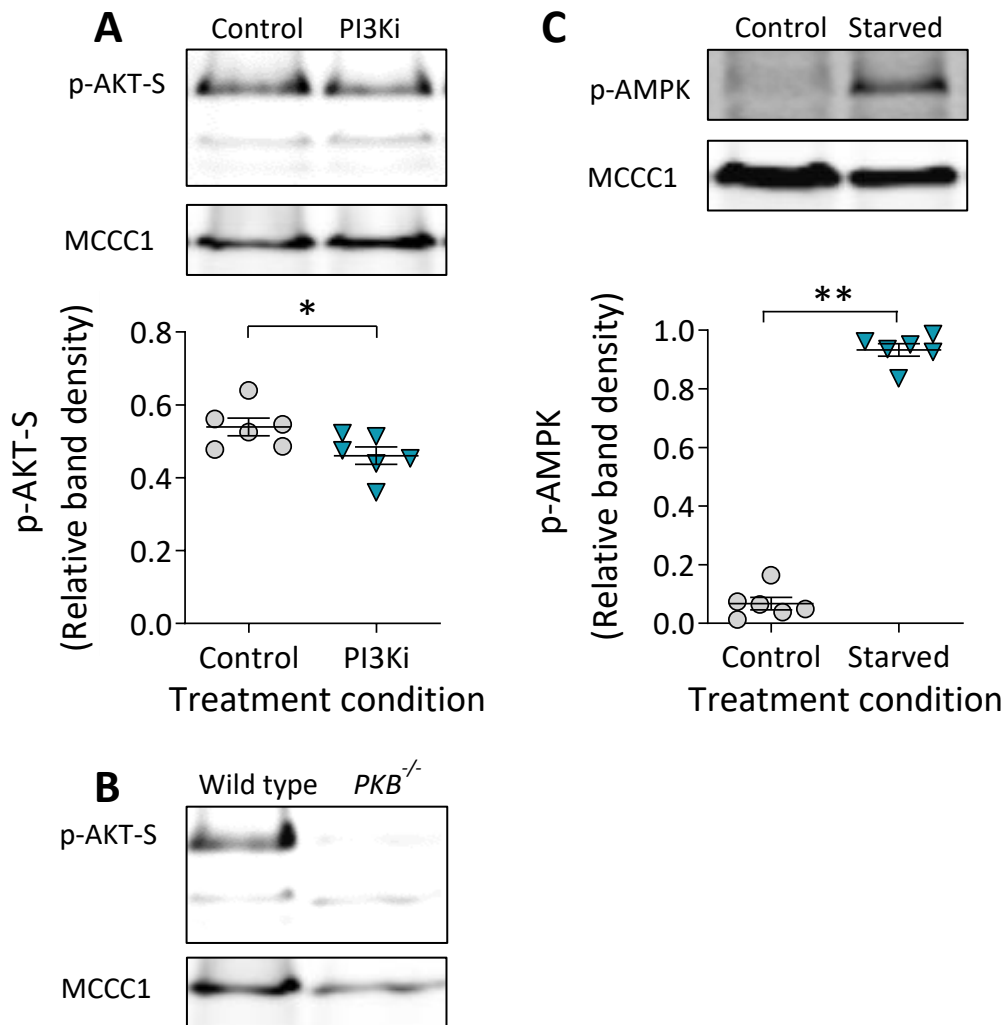 A
Control PI3Ki
p-AKT-S
MCCC1
*
0.8
0.6
0.4
0.2
0.0
p-AKT-S
(Relative band density)
Control PI3Ki
Treatment condition
B
Wild type PKB-/-
p-AKT-S
MCCC1
C
Control Starved
p-AMPK
MCCC1
**
1.0
0.8
0.6
0.4
0.2
0.0
p-AMPK
(Relative band density)
Control Starved
Treatment condition